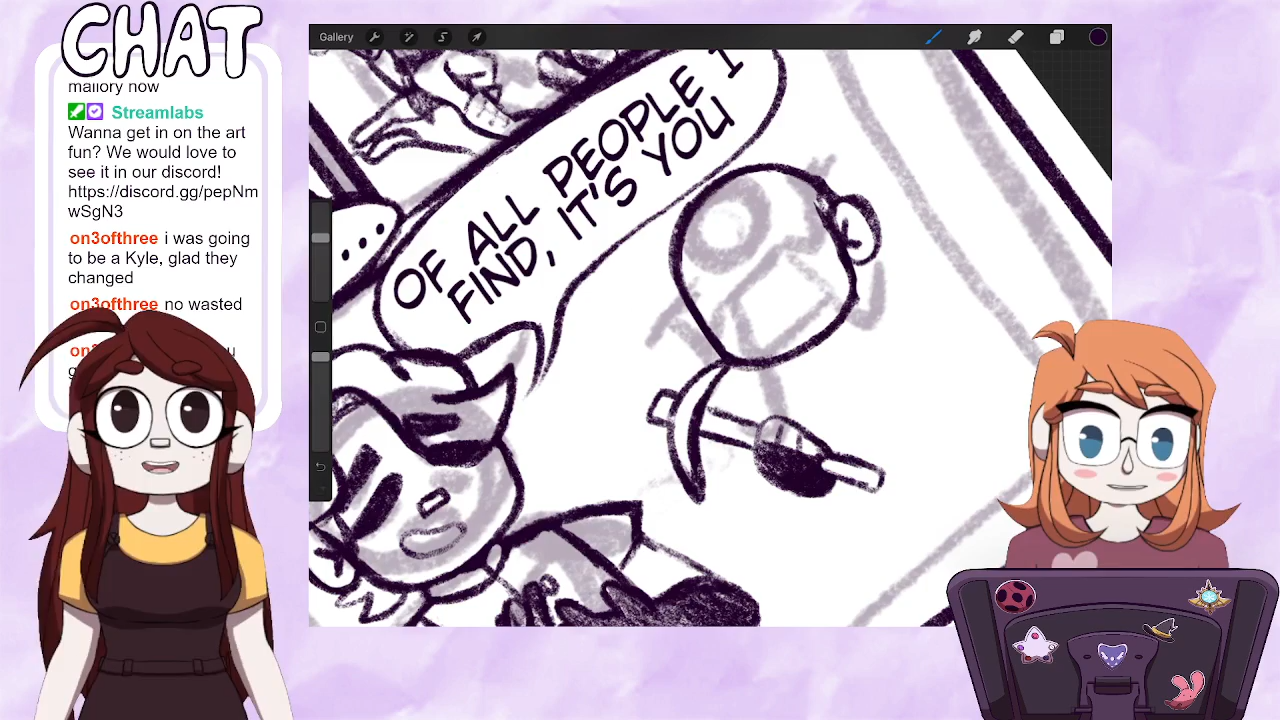 CHAT
mallory now
Streamlabs
Wanna get in on the art
fun? We would love to
see it in our discord!
https://discord.gg/pepNm
wSgN3
on3ofthree i was going
to be a Kyle, glad they
changed
on3ofthree no wasted
Gallery
OF ALL PEOPLE I
FIND, IT'S YOU
...